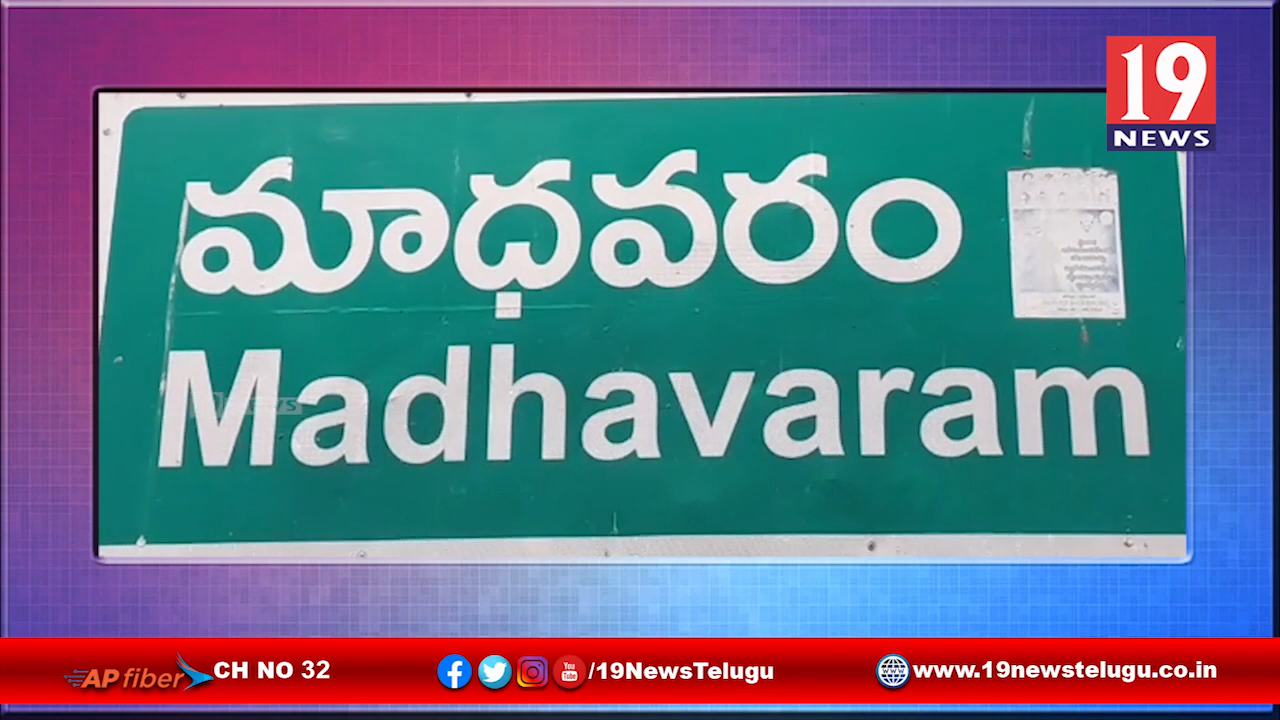 19
NEWS
మాధవరం
Madhavaram
AP fiber CH NO 32
/19NewsTelugu
www.19newstelugu.co.in